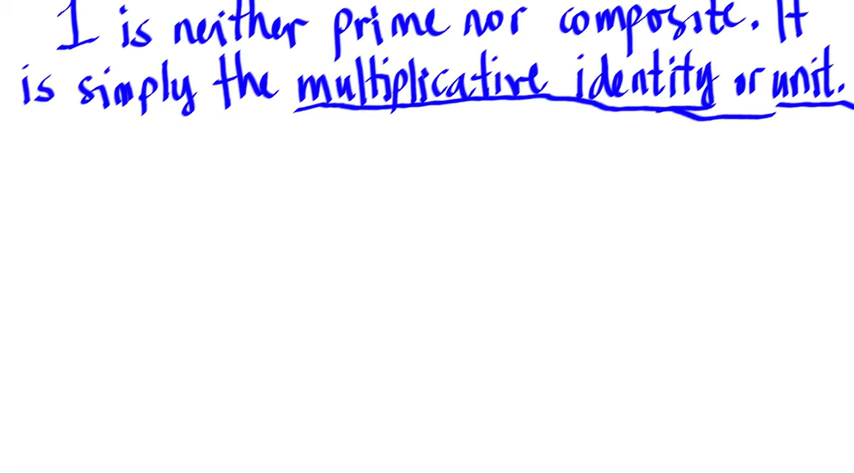 1 is neither prime nor composite. It
is simply the multiplicative identity or unit.